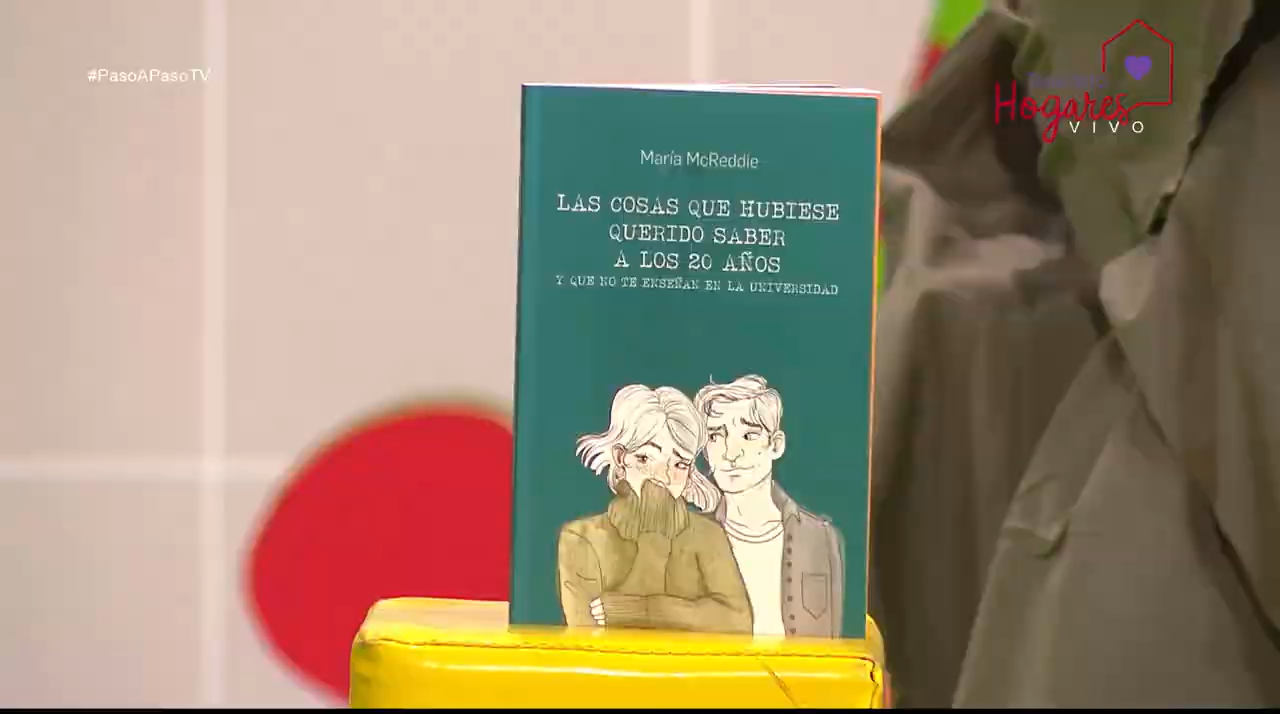 #PasoAPasoTV
Hogares
VIVO
María McReddie
LAS COSAS QUE HUBIESE
QUERIDO SABER
A LOS 20 AÑOS
Y QUE NO TE ENSEÑAN EN LA UNIVERSIDAD